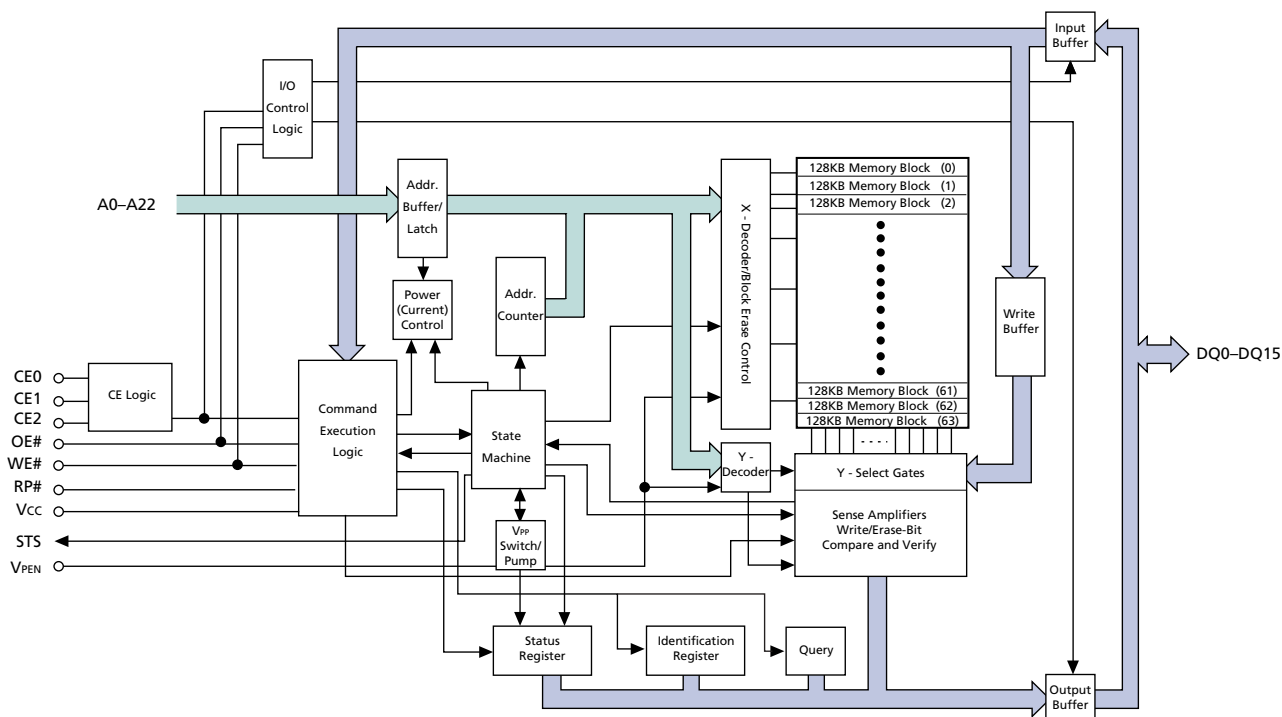 Input
Buffer
I/O
Control
Logic
A0–A22
Addr.
Buffer/
Latch
Power
(Current)
Control
Addr.
Counter
X - Decoder/Block Erase Control
128KB Memory Block (0)
128KB Memory Block (1)
128KB Memory Block (2)
128KB Memory Block (61)
128KB Memory Block (62)
128KB Memory Block (63)
Write
Buffer
DQ0–DQ15
CE0
CE1
CE2
OE#
WE#
RP#
VCC
STS
VPEN
CE Logic
Command
Execution
Logic
State
Machine
VPP
Switch/
Pump
Y -
Decoder
Y - Select Gates
Sense Amplifiers
Write/Erase-Bit
Compare and Verify
Status
Register
Identification
Register
Query
Output
Buffer